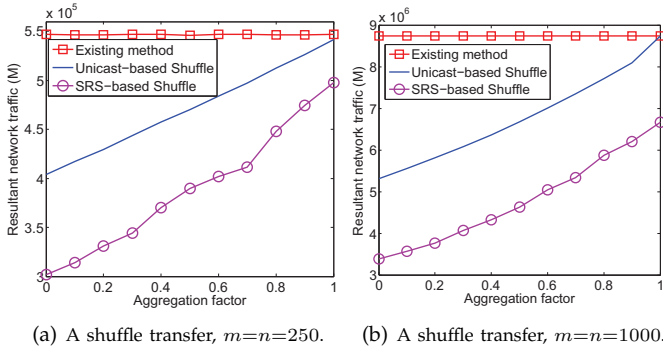 x 10^5
5.5
5
4.5
4
3.5
3
Resultant network traffic (M)
Existing method
Unicast−based Shuffle
SRS−based Shuffle
0 0.2 0.4 0.6 0.8 1
Aggregation factor
(a) A shuffle transfer, m=n=250.
x 10^6
9
8
7
6
5
4
3
Resultant network traffic (M)
Existing method
Unicast−based Shuffle
SRS−based Shuffle
0 0.2 0.4 0.6 0.8 1
Aggregation factor
(b) A shuffle transfer, m=n=1000.